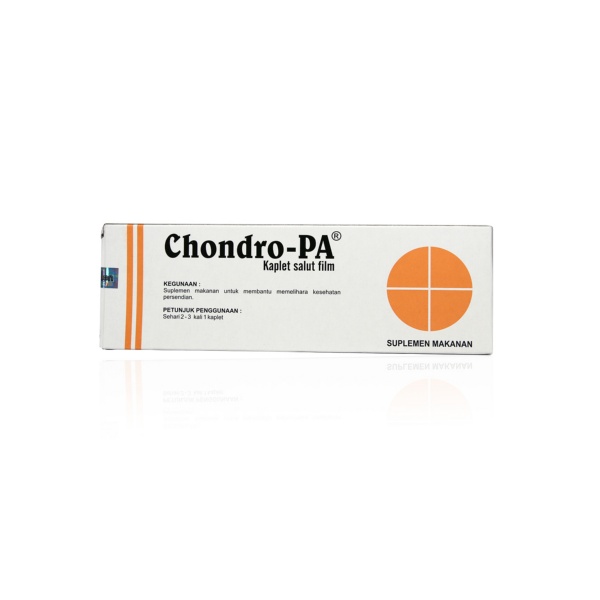 Chondro-PA®
Kaplet salut film
KEGUNAAN :
Suplemen makanan untuk membantu memelihara kesehatan
persendian.
PETUNJUK PENGGUNAAN :
Sehari 2 - 3 kali 1 kaplet
SUPLEMEN MAKANAN